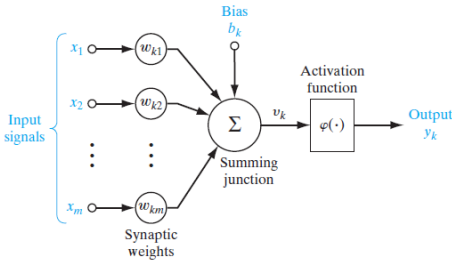 Bias
b_k
x_1
w_k1
Activation
function
x_2
w_k2
Input
signals
Σ
v_k
φ(·)
Output
y_k
Summing
junction
x_m
w_km
Synaptic
weights